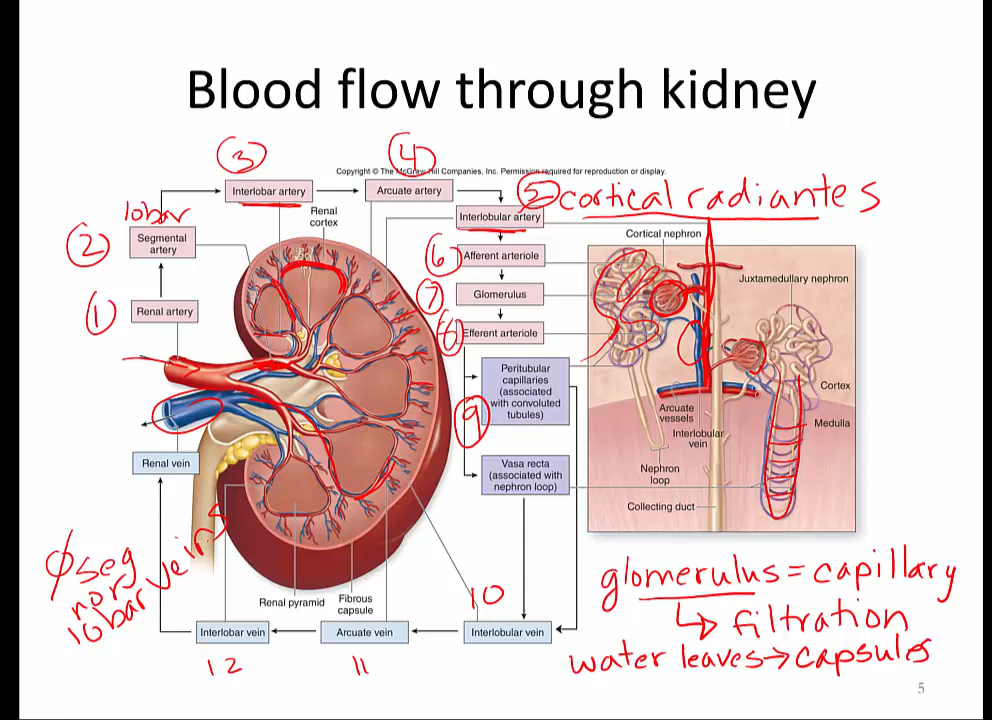 Blood flow through kidney
3
4
Copyright © The McGraw-Hill Companies, Inc. Permission required for reproduction or display.
Interlobar artery
Arcuate artery
5
cortical radiantes
lobar
Renal
cortex
Interlobular artery
2
Segmental
artery
Cortical nephron
6
Afferent arteriole
Juxtamedullary nephron
7
Glomerulus
1
Renal artery
8
Efferent arteriole
Peritubular
capillaries
(associated
with convoluted
tubules)
9
Cortex
Arcuate
vessels
Medulla
Interlobular
vein
Renal vein
Vasa recta
(associated with
nephron loop)
Nephron
loop
Collecting duct
Ø seg
nor
lobar veins
glomerulus = capillary
Renal pyramid
Fibrous
capsule
10
↳ filtration
Interlobar vein
Arcuate vein
Interlobular vein
water leaves → capsules
12
11
5